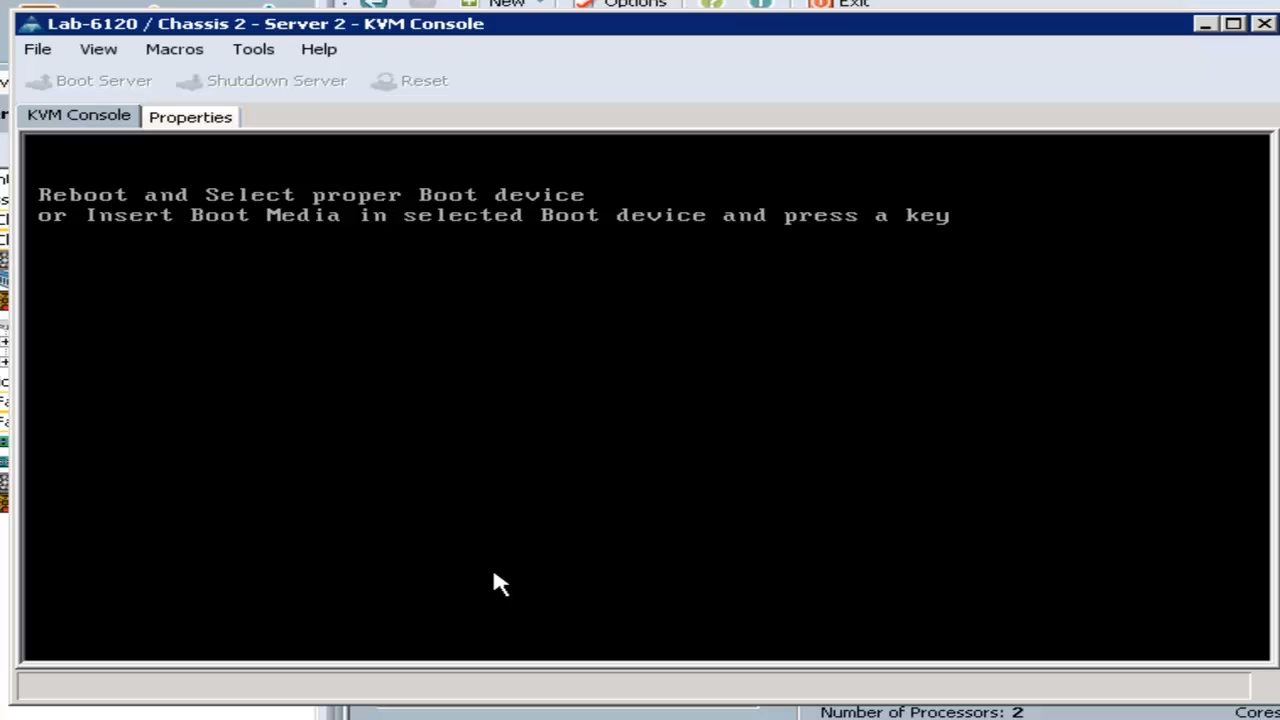 New
Options
Exit
Lab-6120 / Chassis 2 - Server 2 - KVM Console
File View Macros Tools Help
Boot Server Shutdown Server Reset
KVM Console Properties
Reboot and Select proper Boot device
or Insert Boot Media in selected Boot device and press a key
Number of Processors: 2
Cores